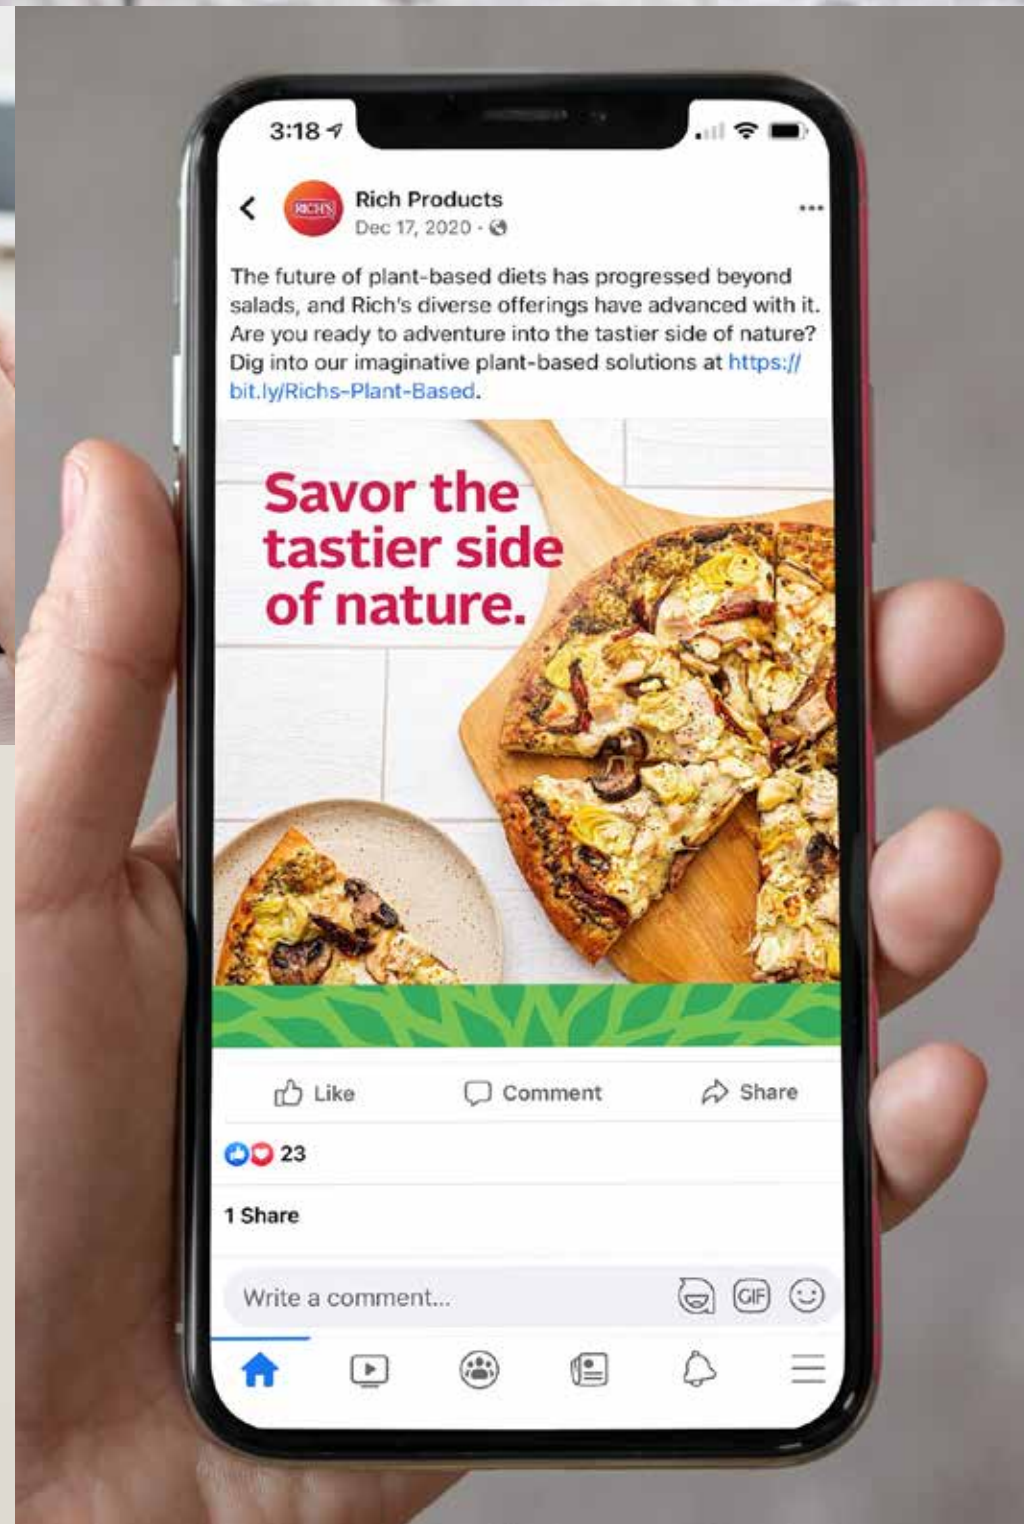 3:18
RICH'S
Rich Products
Dec 17, 2020 ·
The future of plant-based diets has progressed beyond
salads, and Rich's diverse offerings have advanced with it.
Are you ready to adventure into the tastier side of nature?
Dig into our imaginative plant-based solutions at https://
bit.ly/Richs-Plant-Based.
Savor the
tastier side
of nature.
Like Comment Share
23
1 Share
Write a comment... GIF